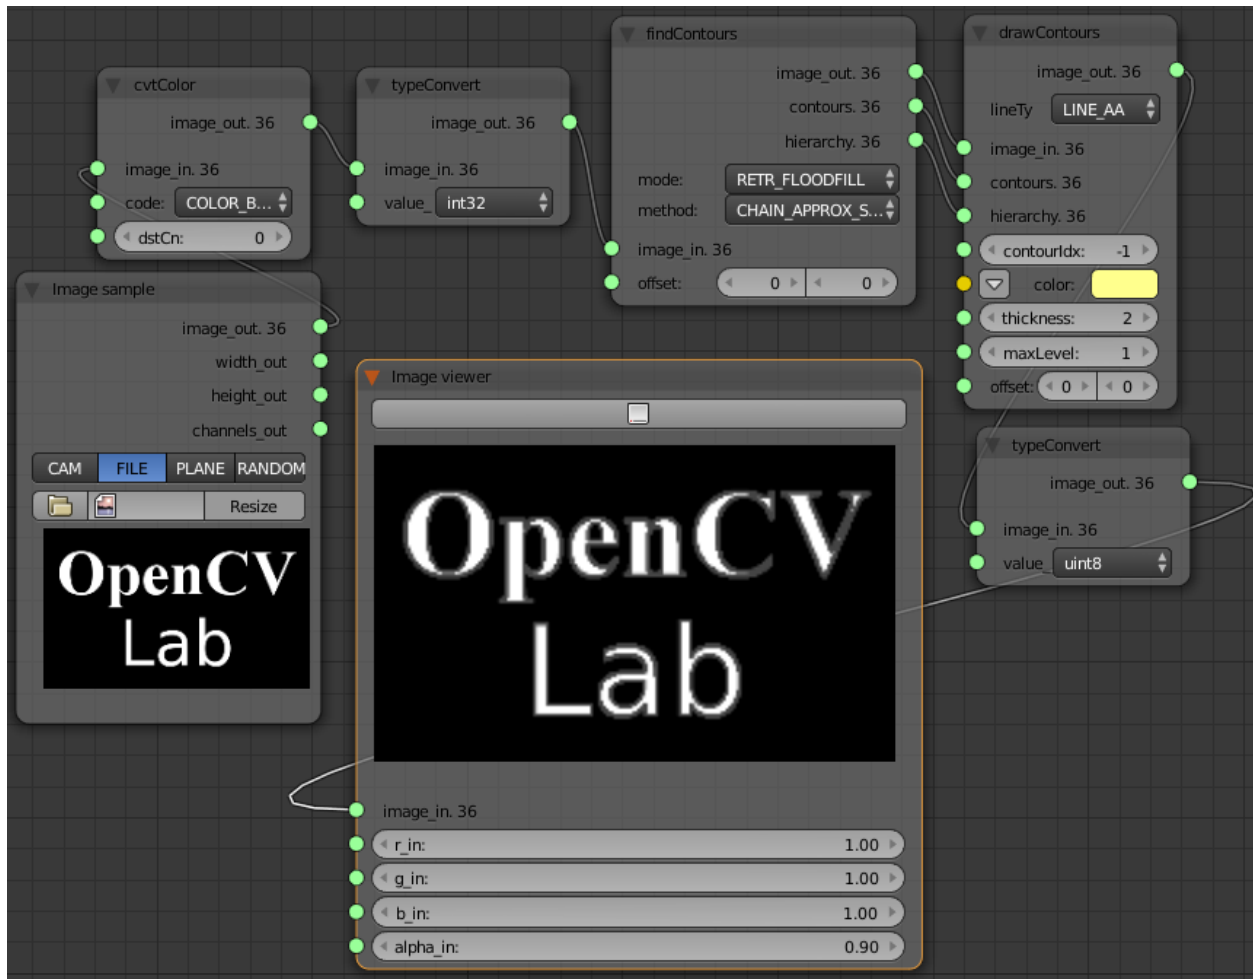 cvtColor
image_out. 36
image_in. 36
code: COLOR_B...
dstCn: 0
typeConvert
image_out. 36
image_in. 36
value_ int32
findContours
image_out. 36
contours. 36
hierarchy. 36
mode: RETR_FLOODFILL
method: CHAIN_APPROX_S...
image_in. 36
offset: 0 0
drawContours
image_out. 36
lineTy LINE_AA
image_in. 36
contours. 36
hierarchy. 36
contourIdx: -1
color:
thickness: 2
maxLevel: 1
offset: 0 0
Image sample
image_out. 36
width_out
height_out
channels_out
CAM FILE PLANE RANDOM
Resize
OpenCV
Lab
Image viewer
OpenCV
Lab
image_in. 36
r_in: 1.00
g_in: 1.00
b_in: 1.00
alpha_in: 0.90
typeConvert
image_out. 36
image_in. 36
value_ uint8